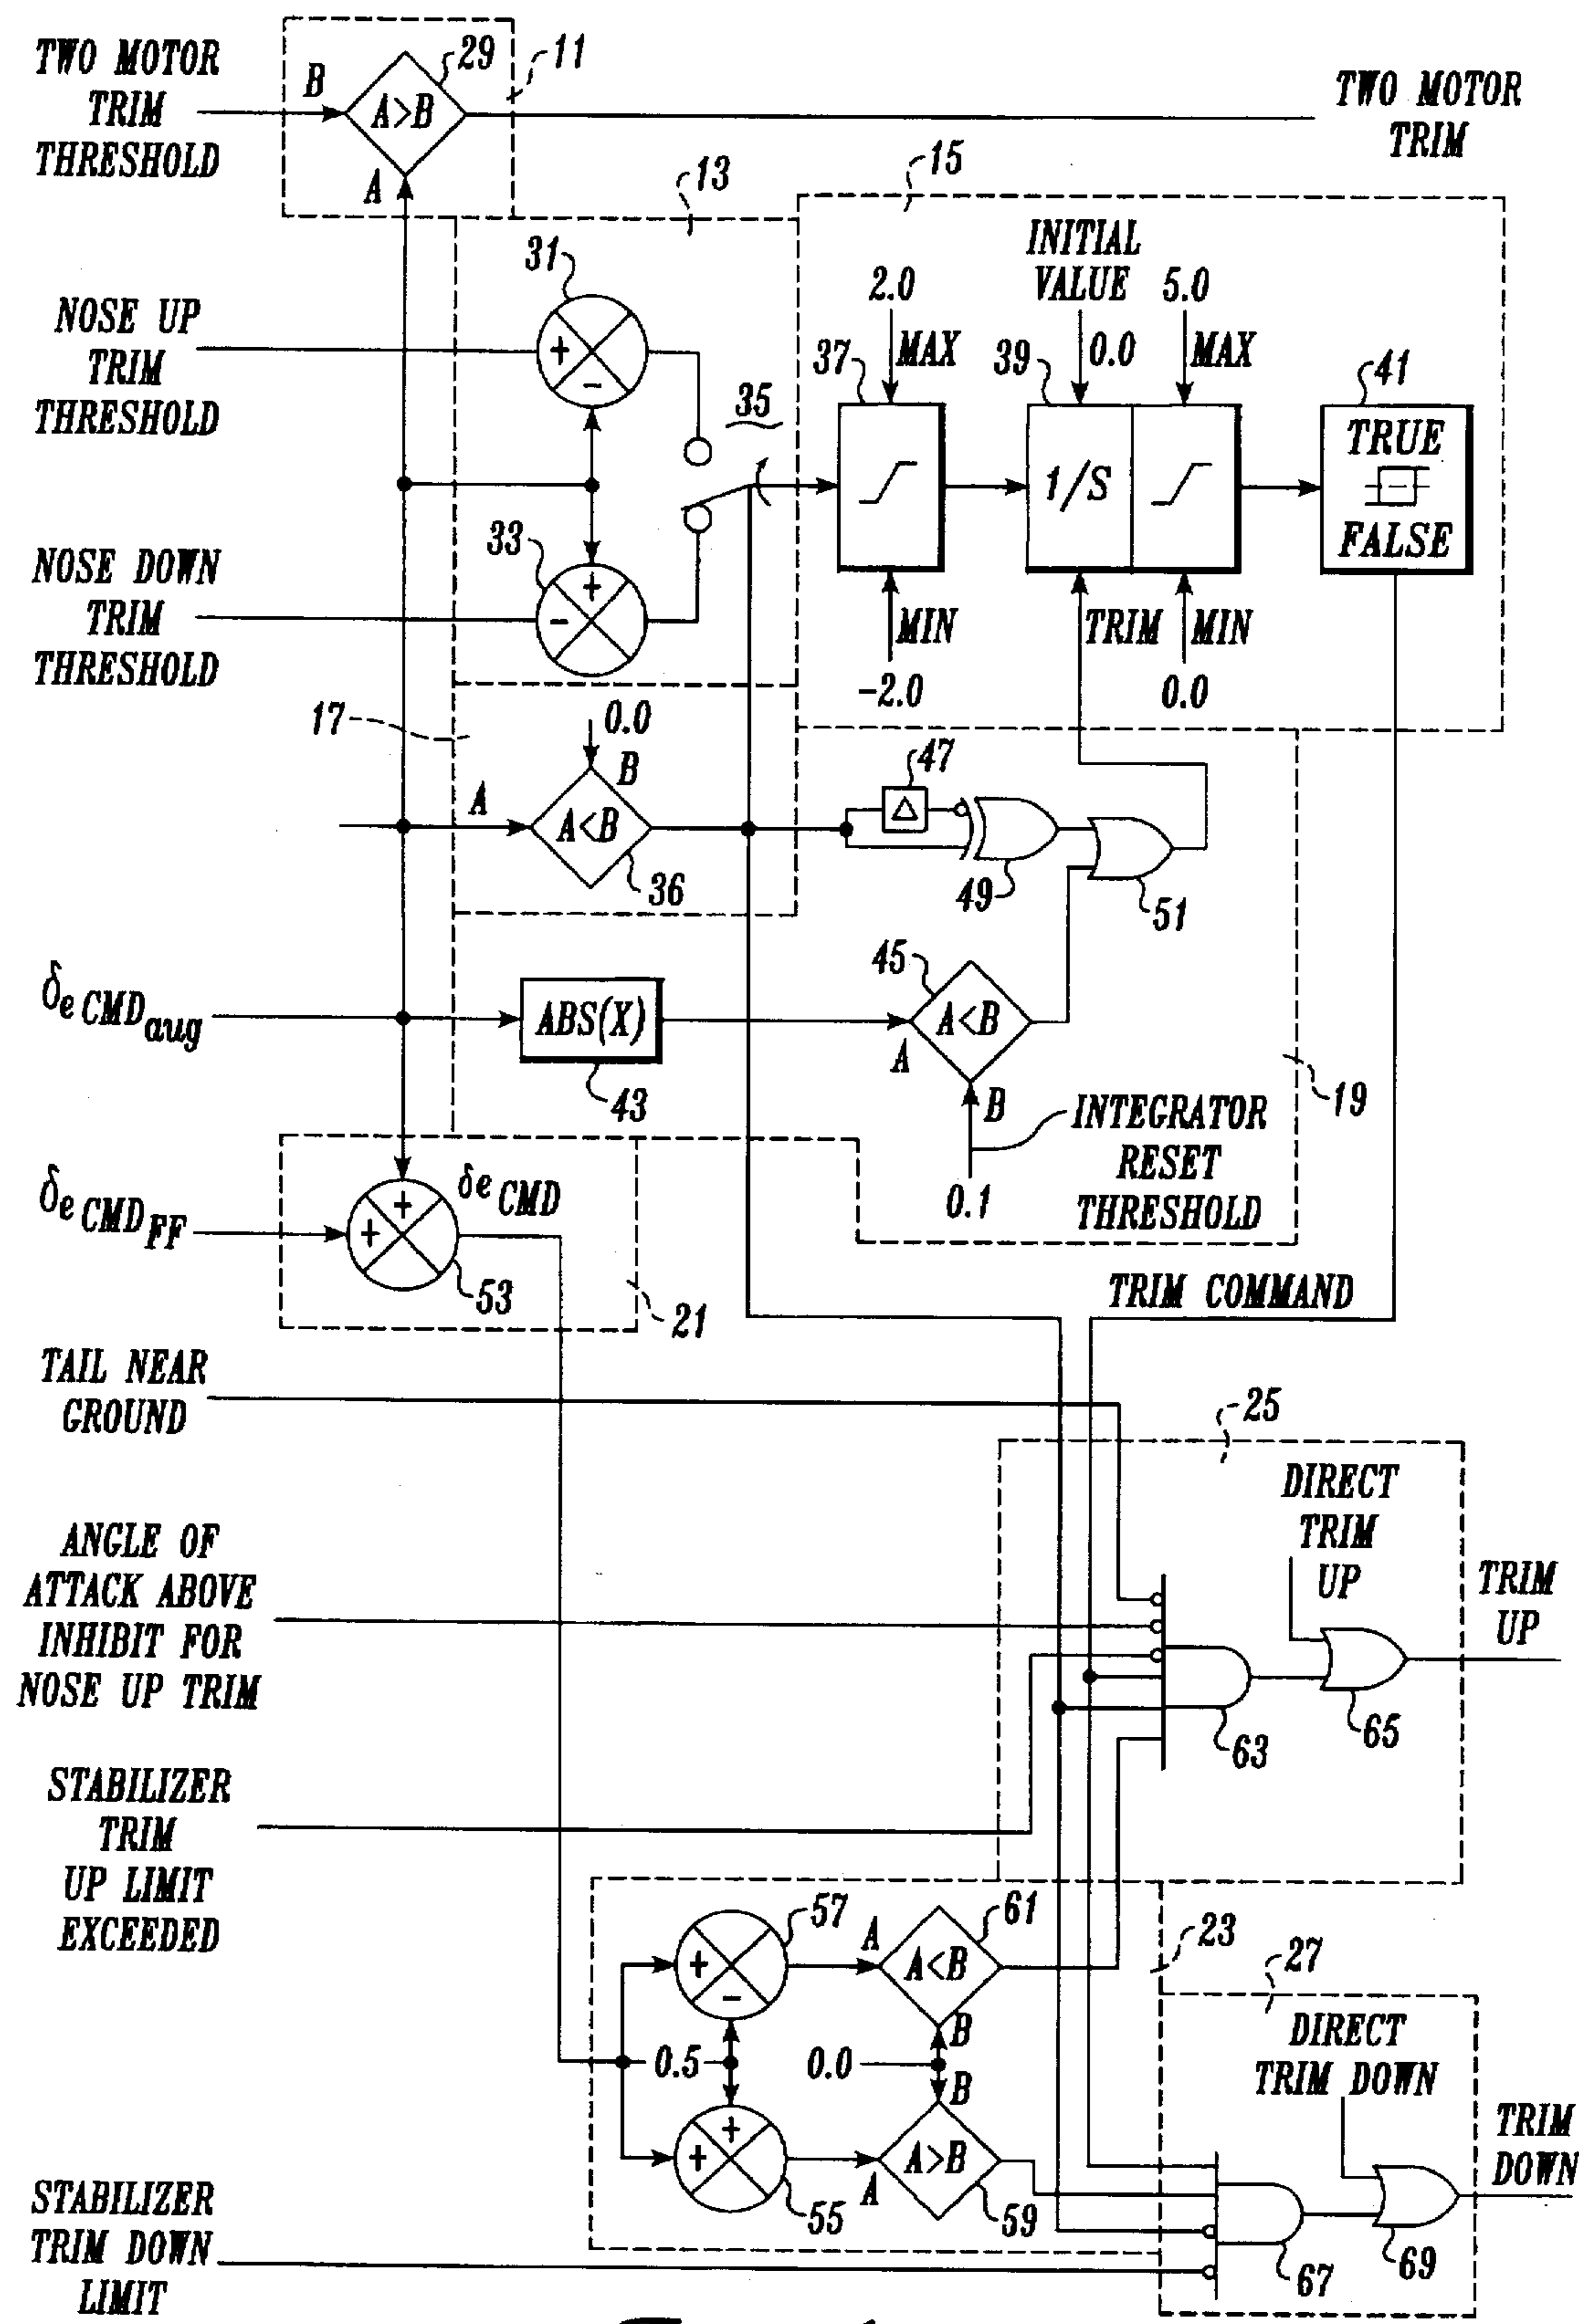 TWO MOTOR
TRIM
THRESHOLD
B
A>B
A
29
11
TWO MOTOR
TRIM
13
15
NOSE UP
TRIM
THRESHOLD
31
+
-
35
2.0
MAX
37
MIN
-2.0
INITIAL
VALUE
0.0
39
1/S
5.0
MAX
TRIM
MIN
0.0
41
TRUE
FALSE
NOSE DOWN
TRIM
THRESHOLD
33
+
-
17
0.0
B
A
A<B
36
47
Δ
49
51
δe CMDaug
ABS(X)
43
45
A<B
A
B
0.1
INTEGRATOR
RESET
THRESHOLD
19
δe CMDFF
+
+
δe CMD
53
21
TRIM COMMAND
TAIL NEAR
GROUND
25
DIRECT
TRIM
UP
TRIM
UP
ANGLE OF
ATTACK ABOVE
INHIBIT FOR
NOSE UP TRIM
63
65
STABILIZER
TRIM
UP LIMIT
EXCEEDED
57
+
-
A
A<B
61
B
23
0.5
0.0
27
DIRECT
TRIM DOWN
+
+
55
A
B
A>B
59
TRIM
DOWN
67
69
STABILIZER
TRIM DOWN
LIMIT